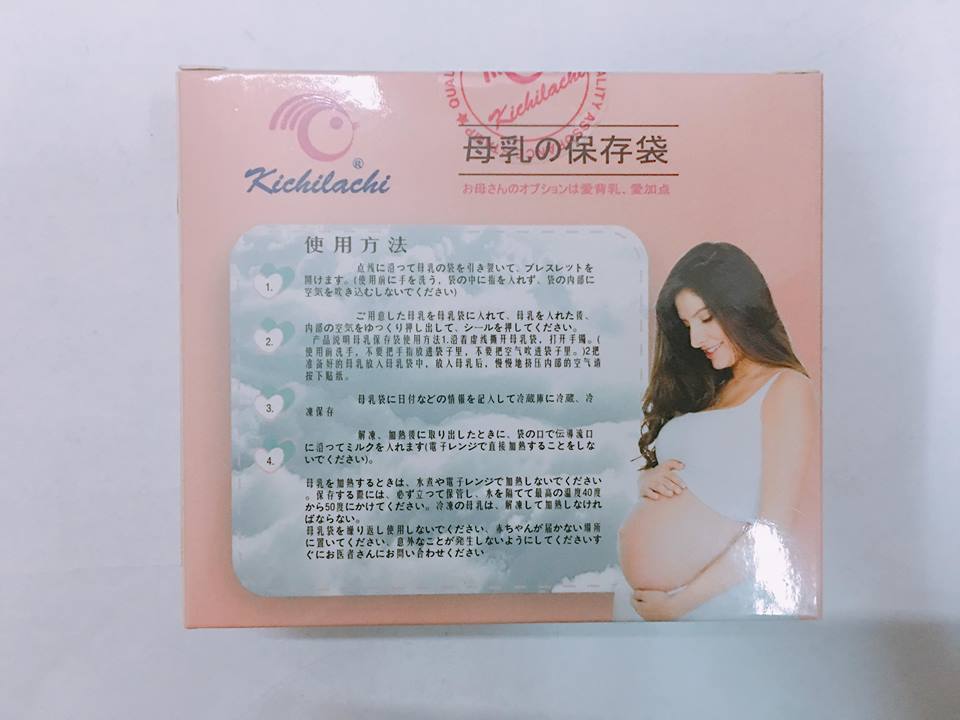 Kichilachi
QUALITY ASSURANC
Kichilachi®
母乳の保存袋
お母さんのオプションは愛背乳、愛加点
使用方法
1.
点线に沿って母乳の袋を引き裂いて、ブレスレットを
開けます。(使用前に手を洗う，袋の中に指を入れず、袋の内部に
空気を吹き込むしないでください)
2.
ご用意した母乳を母乳袋に入れて、母乳を入れた後、
内部の空気をゆっくり押し出して、シールを押してください。
产品说明母乳保存袋使用方法1.沿着虚线撕开母乳袋，打开手镯。(
使用前洗手，不要把手指放进袋子里，不要把空气吹进袋子里。)2把
准备好的母乳放入母乳袋中，放入母乳后，慢慢地挤压内部的空气请
按下贴纸。
3.
母乳袋に日付などの情報を記入して冷蔵庫に冷蔵、冷
凍保存
4.
解凍、加熱後に取り出したときに、袋の口で伝導流口
に沿ってミルクを入れます(電子レンジで直接加熱することをしな
いでください)。
母乳を加熱するときは、水煮や電子レンジで加熱しないでください
。保存する際には、必ず立って保管し、水を隔てて最高の温度40度
から50度にかけてください。冷凍の母乳は、解凍して加熱しなけれ
ばならない。
母乳袋を繰り返し使用しないでください、赤ちゃんが届かない場所
に置いてください、意外なことが発生しないようにしてくださいす
ぐにお医者さんにお問い合わせください